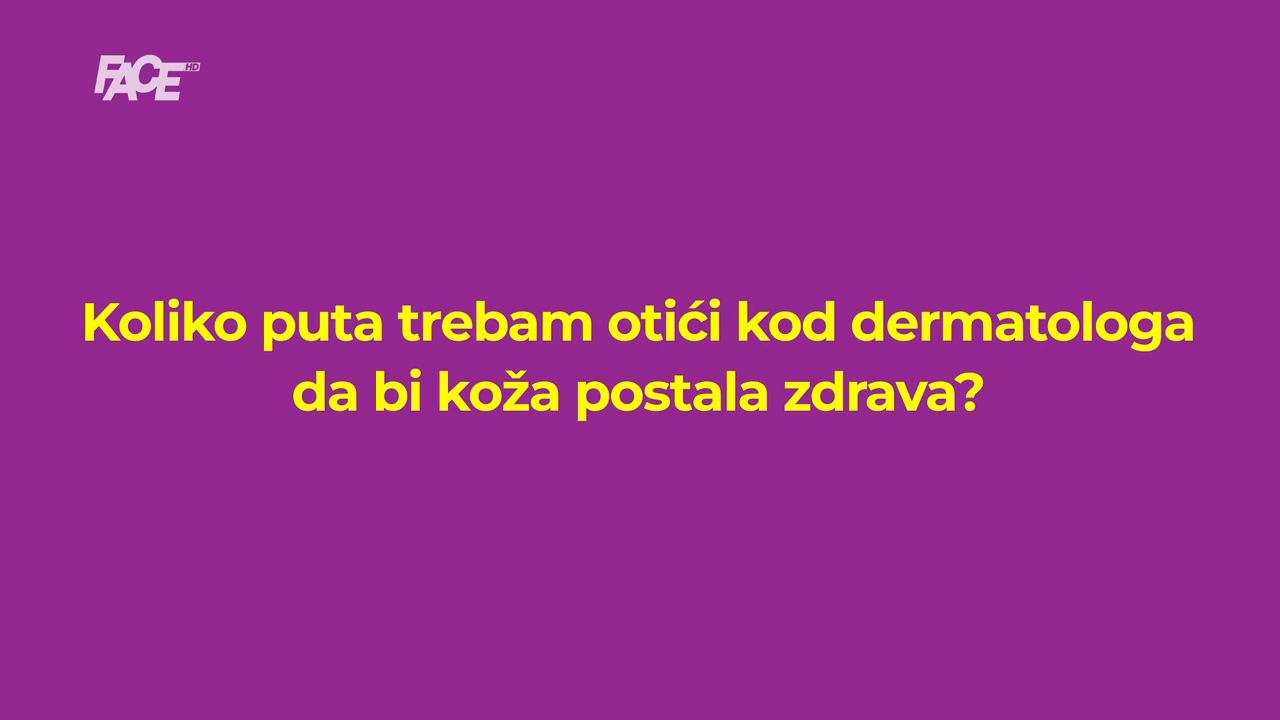 FACE HD
Koliko puta trebam otići kod dermatologa
da bi koža postala zdrava?